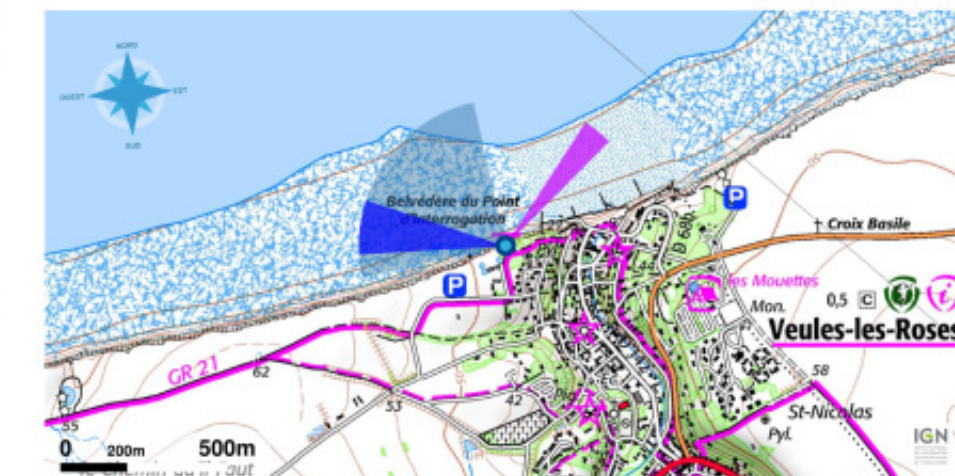 NORD
OUEST
EST
SUD
Belvédère du Point
d'Interrogation
P
D 68b
Croix Basile
P
les Mouettes
0,5 C
Mon.
Veules-les-Roses
GR 21
62
58
53
42
55
St-Nicolas
Pyl.
0 200m 500m
IGN